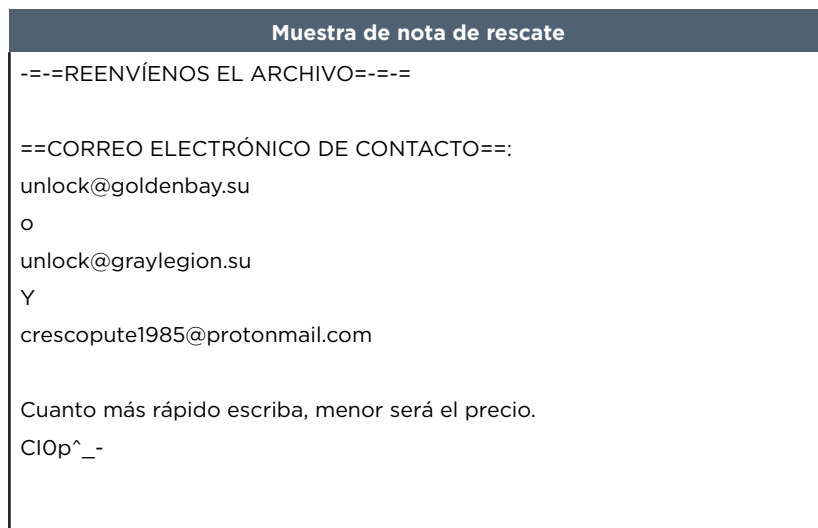 Muestra de nota de rescate
-=-=REENVÍENOS EL ARCHIVO=-=-=
==CORREO ELECTRÓNICO DE CONTACTO==:
unlock@goldenbay.su
o
unlock@graylegion.su
Y
crescopute1985@protonmail.com
Cuanto más rápido escriba, menor será el precio.
Cl0p^_-